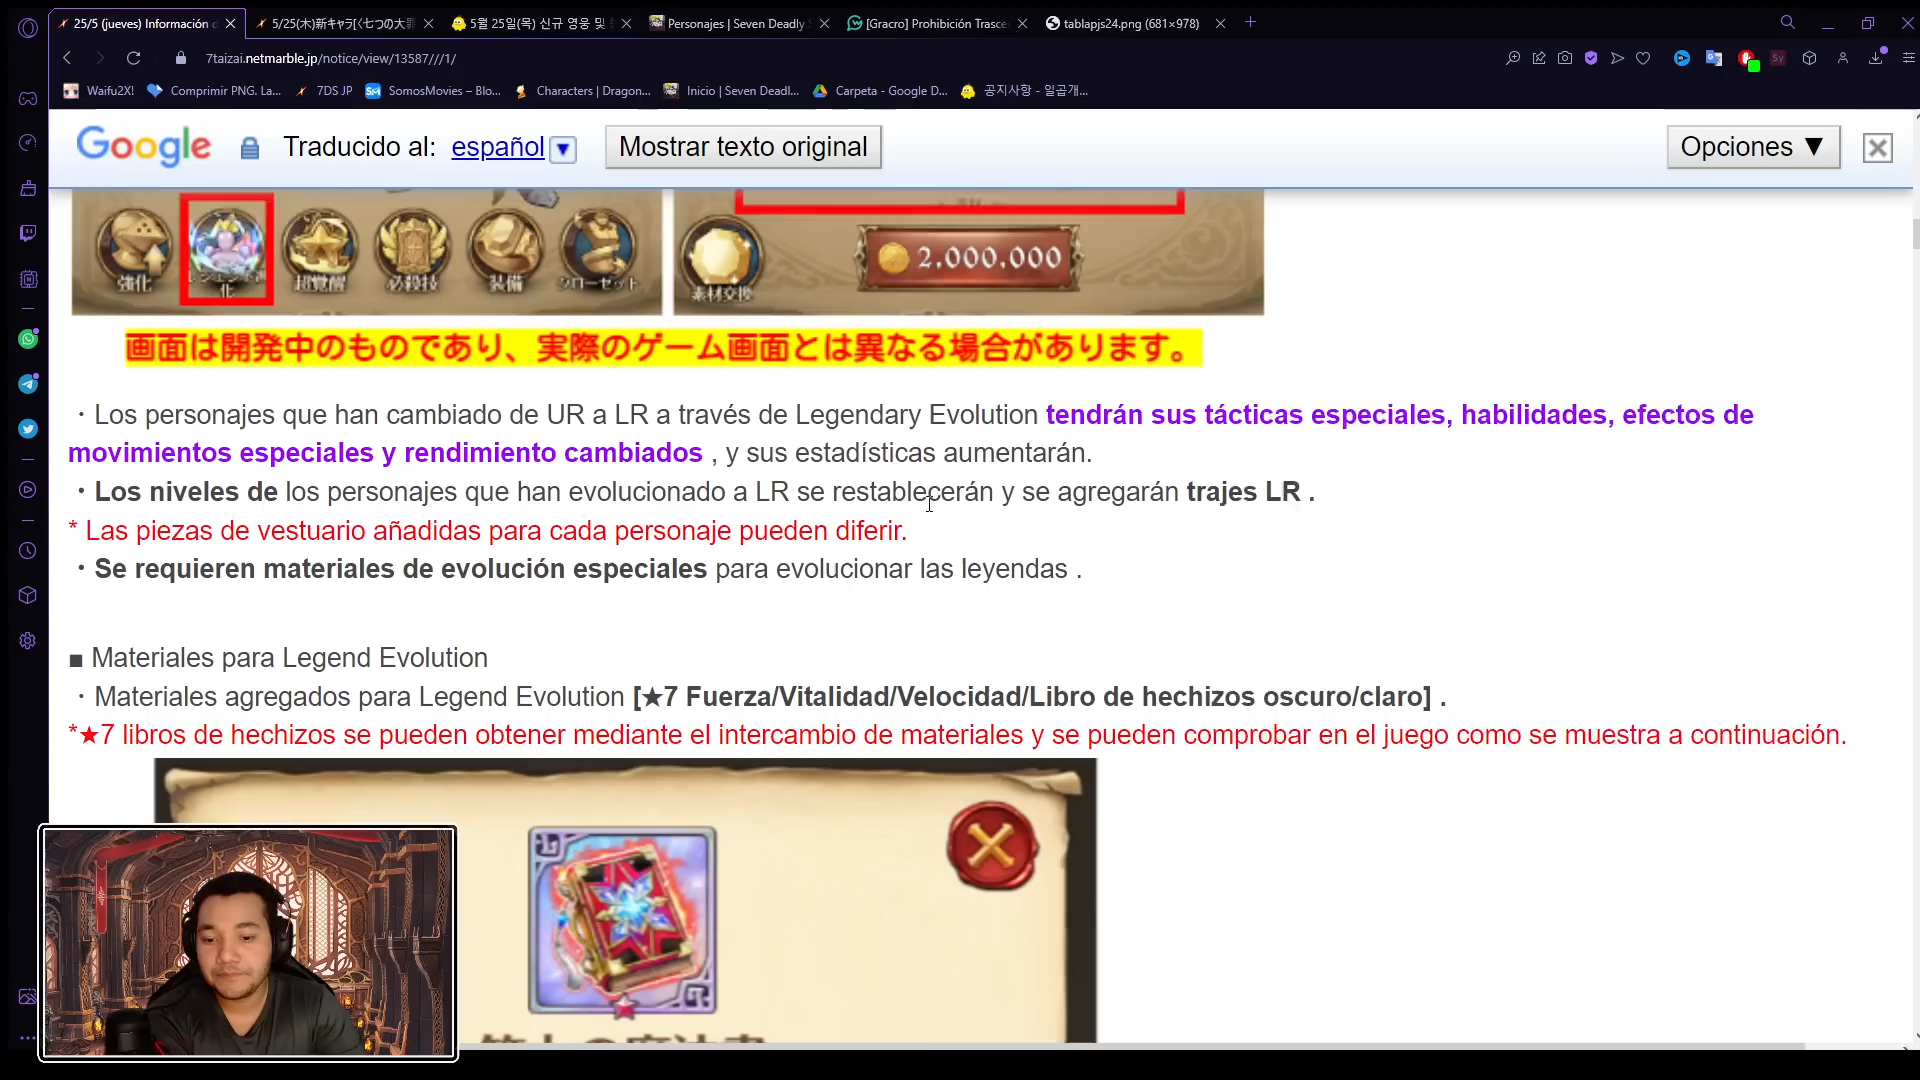 25/5 (jueves) Información d
5/25(木)新キャラ[〈七つの大罪
5월 25일(목) 신규 영웅 및
Personajes | Seven Deadly
[Gracro] Prohibición Trasce
tablapjs24.png (681×978)
7taizai.netmarble.jp/notice/view/13587///1/
Waifu2X!
Comprimir PNG. La...
7DS JP
SomosMovies – Blo...
Characters | Dragon...
Inicio | Seven Deadl...
Carpeta - Google D...
공지사항 - 일곱개...
Google
Traducido al: español
Mostrar texto original
Opciones ▼
強化
超覚醒
必殺技
装備
クローゼット
素材交換
2,000,000
画面は開発中のものであり、実際のゲーム画面とは異なる場合があります。
・Los personajes que han cambiado de UR a LR a través de Legendary Evolution tendrán sus tácticas especiales, habilidades, efectos de
movimientos especiales y rendimiento cambiados , y sus estadísticas aumentarán.
・Los niveles de los personajes que han evolucionado a LR se restablecerán y se agregarán trajes LR .
* Las piezas de vestuario añadidas para cada personaje pueden diferir.
・Se requieren materiales de evolución especiales para evolucionar las leyendas .
■ Materiales para Legend Evolution
・Materiales agregados para Legend Evolution [★7 Fuerza/Vitalidad/Velocidad/Libro de hechizos oscuro/claro] .
*★7 libros de hechizos se pueden obtener mediante el intercambio de materiales y se pueden comprobar en el juego como se muestra a continuación.